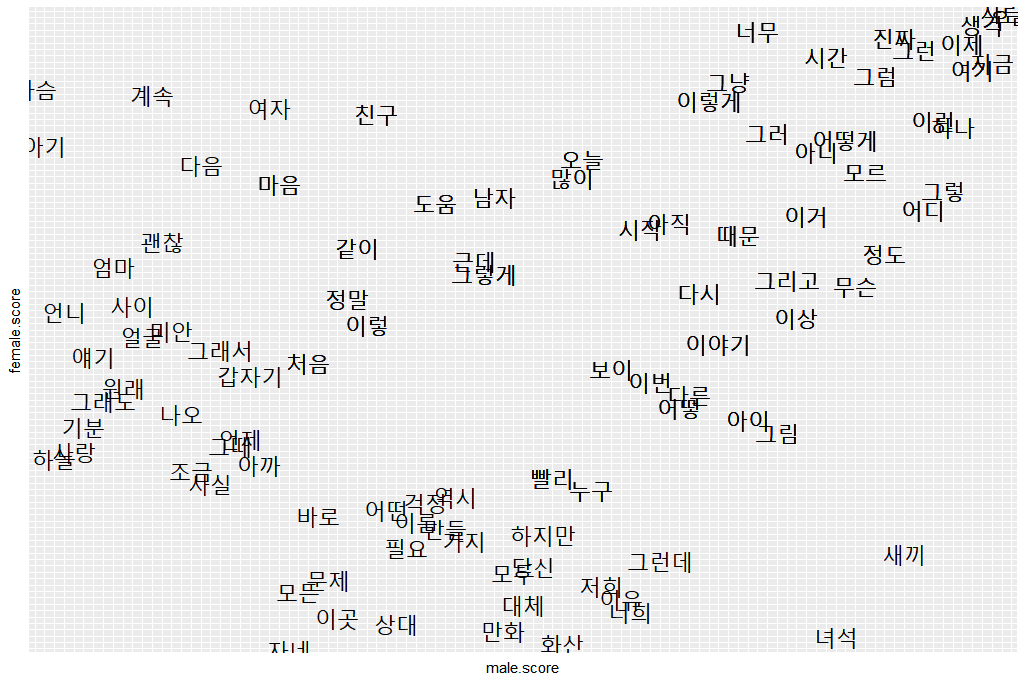 너무
생각
진짜
그런
이제
시간
지금
여기
그럼
그냥
계속
여자
이렇게
친구
이런
하나
그러
어떻게
아기
아니
오늘
다음
모르
많이
마음
그렇
남자
도움
어디
이거
아직
시작
때문
괜찮
같이
정도
근데
엄마
그렇게
그리고
무슨
다시
정말
사이
언니
이상
이렇
미안
얼굴
이야기
그래서
얘기
처음
보이
갑자기
이번
원래
다른
그래도
어떻
나오
아이
기분
그림
언제
그때
사랑
하늘
아까
조금
빨리
사실
누구
역시
걱정
어떤
바로
이름
만들
하지만
가지
필요
새끼
그런데
당신
모두
문제
저희
모든
이유
대체
너희
이곳
상대
만화
녀석
화산
자네
female.score
male.score